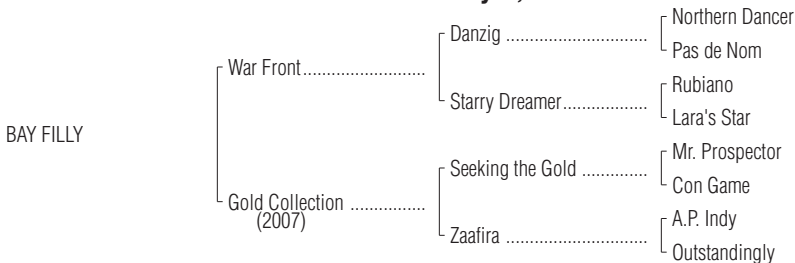 Northern Dancer
Danzig ..............................
Pas de Nom
War Front..........................
Rubiano
Starry Dreamer..................
Lara's Star
BAY FILLY
Mr. Prospector
Seeking the Gold ..............
Con Game
Gold Collection ................
(2007)
A.P. Indy
Zaafira ..............................
Outstandingly